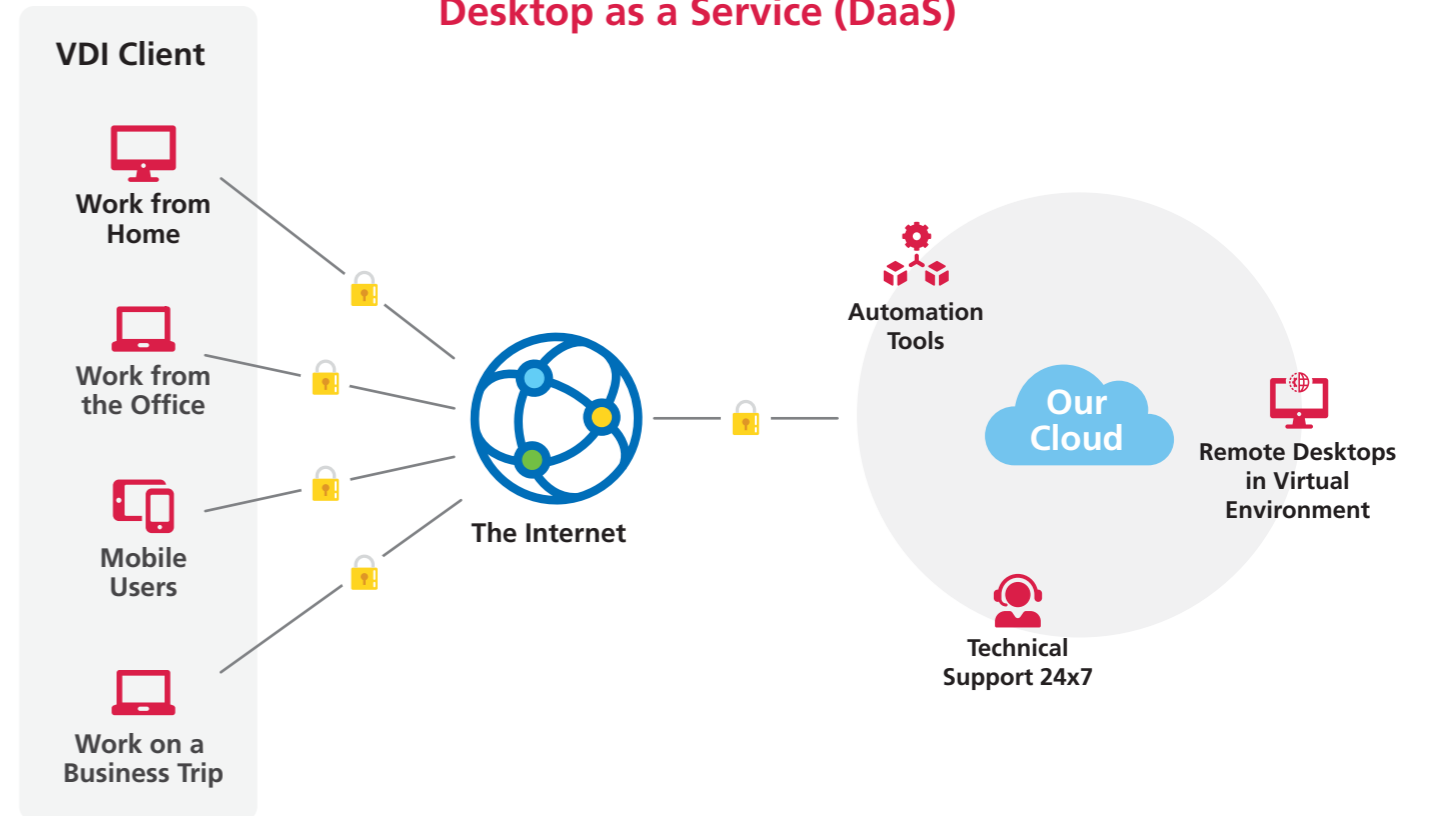 Desktop as a Service (DaaS)
VDI Client
Work from
Home
Work from
the Office
Mobile
Users
Work on a
Business Trip
The Internet
Automation
Tools
Our
Cloud
Remote Desktops
in Virtual
Environment
Technical
Support 24x7